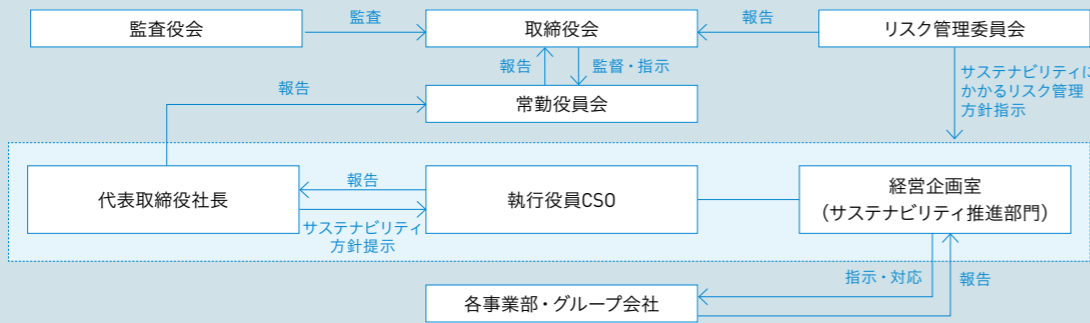 監査役会
監査
取締役会
報告
リスク管理委員会
報告
監督・指示
サステナビリティに
かかるリスク管理
方針指示
報告
常勤役員会
代表取締役社長
報告
サステナビリティ
方針提示
執行役員CSO
経営企画室
（サステナビリティ推進部門）
指示・対応
報告
各事業部・グループ会社